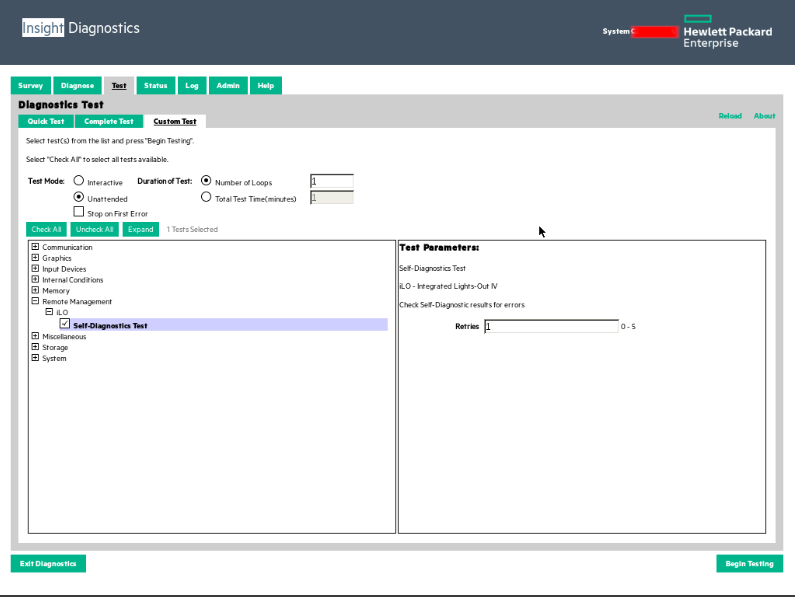 Insight Diagnostics
System
Hewlett Packard
Enterprise
Survey Diagnose Test Status Log Admin Help
Diagnostics Test
Reload About
Quick Test Complete Test Custom Test
Select test(s) from the list and press "Begin Testing".
Select "Check All" to select all tests available.
Test Mode: Interactive Duration of Test: Number of Loops 1
Unattended Total Test Time(minutes) 1
Stop on First Error
Check All Uncheck All Expand 1 Tests Selected
Communication
Graphics
Input Devices
Internal Conditions
Memory
Remote Management
iLO
Self-Diagnostics Test
Miscellaneous
Storage
System
Test Parameters:
Self-Diagnostics Test
iLO - Integrated Lights-Out IV
Check Self-Diagnostic results for errors
Retries 1 0 - 5
Exit Diagnostics Begin Testing